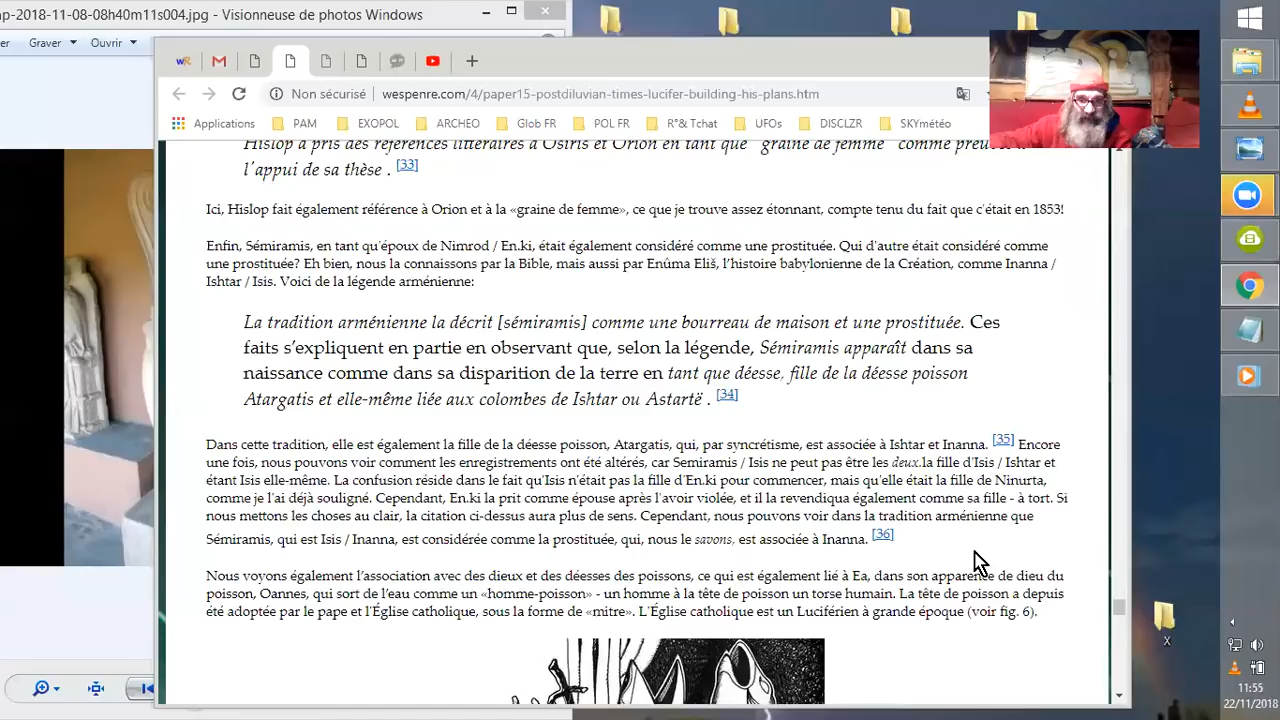 np-2018-11-08-08h40m11s004.jpg - Visionneuse de photos Windows
Graver
Ouvrir
Non sécurisé
wespenre.com/4/paper15-postdiluvian-times-lucifer-building-his-plans.htm
Applications
PAM
EXOPOL
ARCHEO
Glob FR
POL FR
R°& Tchat
UFOs
DISCLZR
SKYmétéo
Hislop a pris des références littéraires à Osiris et Orion en tant que "graine de femme" comme
l'appui de sa thèse . [33]
Ici, Hislop fait également référence à Orion et à la «graine de femme», ce que je trouve assez étonnant, compte tenu du fait que c'était en 1853!
Enfin, Sémiramis, en tant qu'époux de Nimrod / En.ki, était également considéré comme une prostituée. Qui d'autre était considéré comme
une prostituée? Eh bien, nous la connaissons par la Bible, mais aussi par Enûma Eliš, l'histoire babylonienne de la Création, comme Inanna /
Ishtar / Isis. Voici de la légende arménienne:
La tradition arménienne la décrit [sémiramis] comme une bourreau de maison et une prostituée. Ces
faits s'expliquent en partie en observant que, selon la légende, Sémiramis apparaît dans sa
naissance comme dans sa disparition de la terre en tant que déesse, fille de la déesse poisson
Atargatis et elle-même liée aux colombes de Ishtar ou Astartë . [34]
Dans cette tradition, elle est également la fille de la déesse poisson, Atargatis, qui, par syncrétisme, est associée à Ishtar et Inanna. [35] Encore
une fois, nous pouvons voir comment les enregistrements ont été altérés, car Semiramis / Isis ne peut pas être les deux.la fille d'Isis / Ishtar et
étant Isis elle-même. La confusion réside dans le fait qu'Isis n'était pas la fille d'En.ki pour commencer, mais qu'elle était la fille de Ninurta,
comme je l'ai déjà souligné. Cependant, En.ki la prit comme épouse après l'avoir violée, et il la revendiqua également comme sa fille - à tort. Si
nous mettons les choses au clair, la citation ci-dessus aura plus de sens. Cependant, nous pouvons voir dans la tradition arménienne que
Sémiramis, qui est Isis / Inanna, est considérée comme la prostituée, qui, nous le savons, est associée à Inanna. [36]
Nous voyons également l'association avec des dieux et des déesses des poissons, ce qui est également lié à Ea, dans son apparence de dieu du
poisson, Oannes, qui sort de l'eau comme un «homme-poisson» - un homme à la tête de poisson un torse humain. La tête de poisson a depuis
été adoptée par le pape et l'Église catholique, sous la forme de «mitre». L'Église catholique est un Luciférien à grande époque (voir fig. 6).
X
11:55
22/11/2018